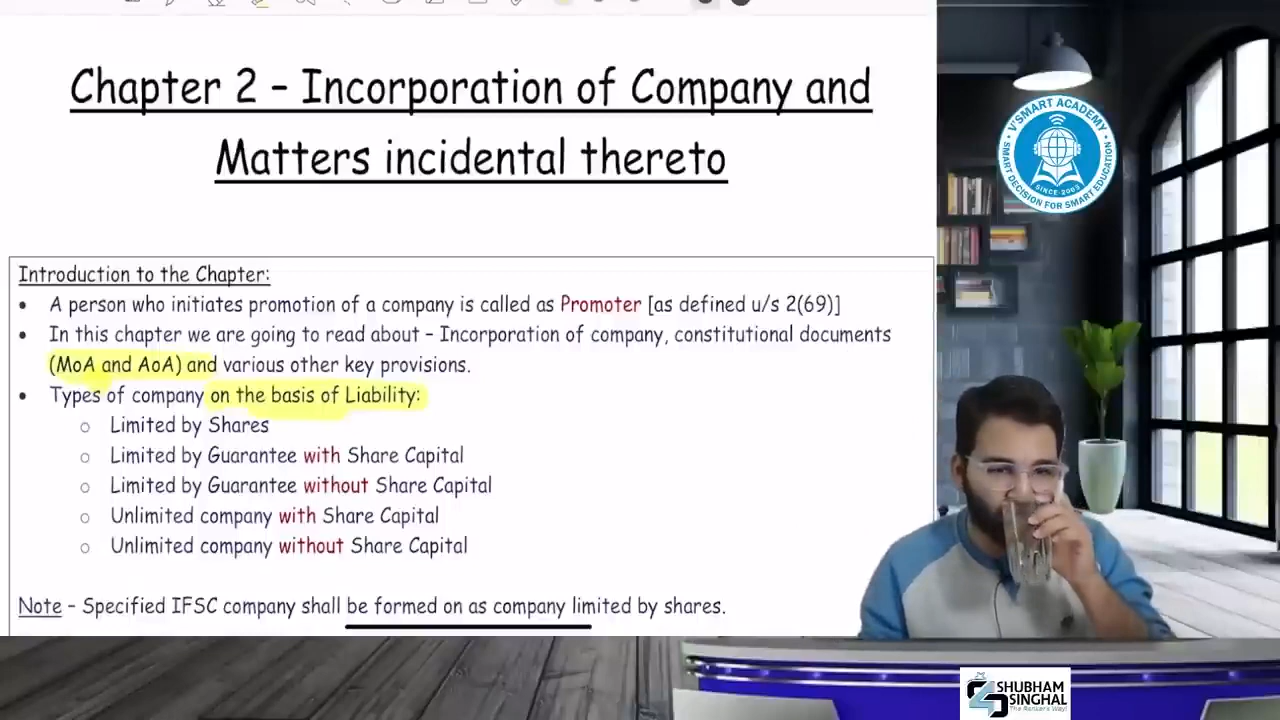 Chapter 2 – Incorporation of Company and
Matters incidental thereto
Introduction to the Chapter:
• A person who initiates promotion of a company is called as Promoter [as defined u/s 2(69)]
• In this chapter we are going to read about – Incorporation of company, constitutional documents
(MoA and AoA) and various other key provisions.
• Types of company on the basis of Liability:
o Limited by Shares
o Limited by Guarantee with Share Capital
o Limited by Guarantee without Share Capital
o Unlimited company with Share Capital
o Unlimited company without Share Capital
Note – Specified IFSC company shall be formed on as company limited by shares.
V'SMART ACADEMY
SMART DECISION FOR SMART EDUCATION
SINCE-2003
SHUBHAM
SINGHAL
The Rankers Way!